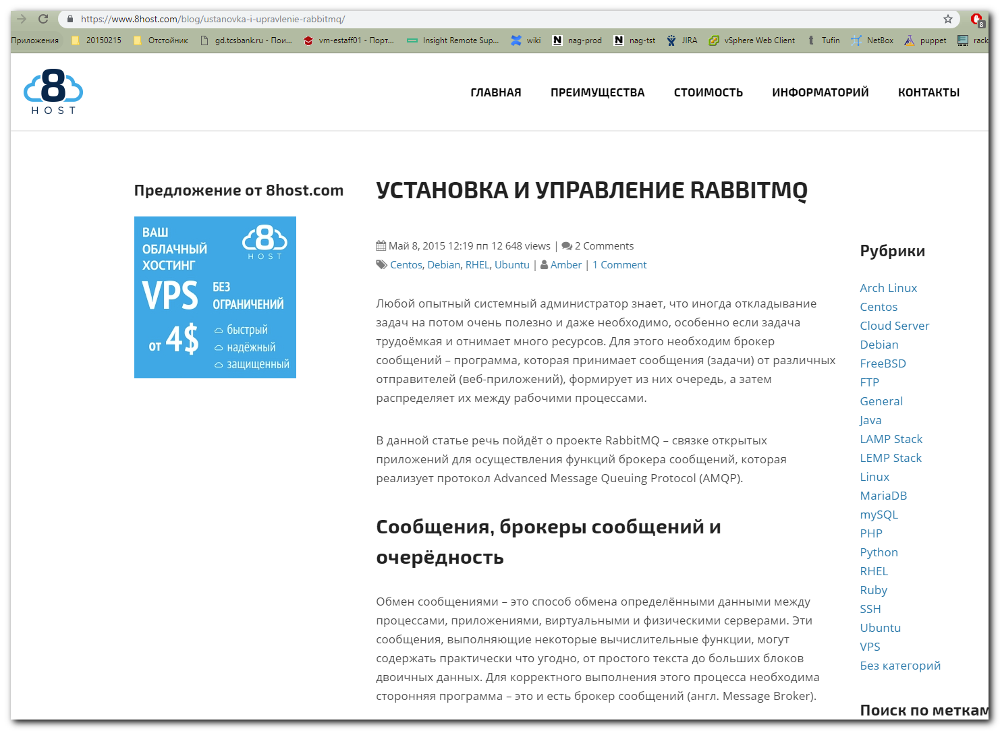 https://www.8host.com/blog/ustanovka-i-upravlenie-rabbitmq/
8
Приложения 20150215 Отстойник gd.tcsbank.ru - Пои... vm-estaff01 - Порт... Insight Remote Sup... wiki nag-prod nag-tst JIRA vSphere Web Client Tufin NetBox puppet rack
8
HOST
ГЛАВНАЯ ПРЕИМУЩЕСТВА СТОИМОСТЬ ИНФОРМАТОРИЙ КОНТАКТЫ
Предложение от 8host.com
ВАШ
ОБЛАЧНЫЙ
ХОСТИНГ
8
HOST
VPS БЕЗ
ОГРАНИЧЕНИЙ
от 4$
быстрый
надёжный
защищенный
УСТАНОВКА И УПРАВЛЕНИЕ RABBITMQ
Май 8, 2015 12:19 пп 12 648 views | 2 Comments
Centos, Debian, RHEL, Ubuntu | Amber | 1 Comment
Любой опытный системный администратор знает, что иногда откладывание
задач на потом очень полезно и даже необходимо, особенно если задача
трудоёмкая и отнимает много ресурсов. Для этого необходим брокер
сообщений – программа, которая принимает сообщения (задачи) от различных
отправителей (веб-приложений), формирует из них очередь, а затем
распределяет их между рабочими процессами.
В данной статье речь пойдёт о проекте RabbitMQ – связке открытых
приложений для осуществления функций брокера сообщений, которая
реализует протокол Advanced Message Queuing Protocol (AMQP).
Сообщения, брокеры сообщений и
очерёдность
Обмен сообщениями – это способ обмена определёнными данными между
процессами, приложениями, виртуальными и физическими серверами. Эти
сообщения, выполняющие некоторые вычислительные функции, могут
содержать практически что угодно, от простого текста до больших блоков
двоичных данных. Для корректного выполнения этого процесса необходима
сторонняя программа – это и есть брокер сообщений (англ. Message Broker).
Рубрики
Arch Linux
Centos
Cloud Server
Debian
FreeBSD
FTP
General
Java
LAMP Stack
LEMP Stack
Linux
MariaDB
mySQL
PHP
Python
RHEL
Ruby
SSH
Ubuntu
VPS
Без категорий
Поиск по меткам